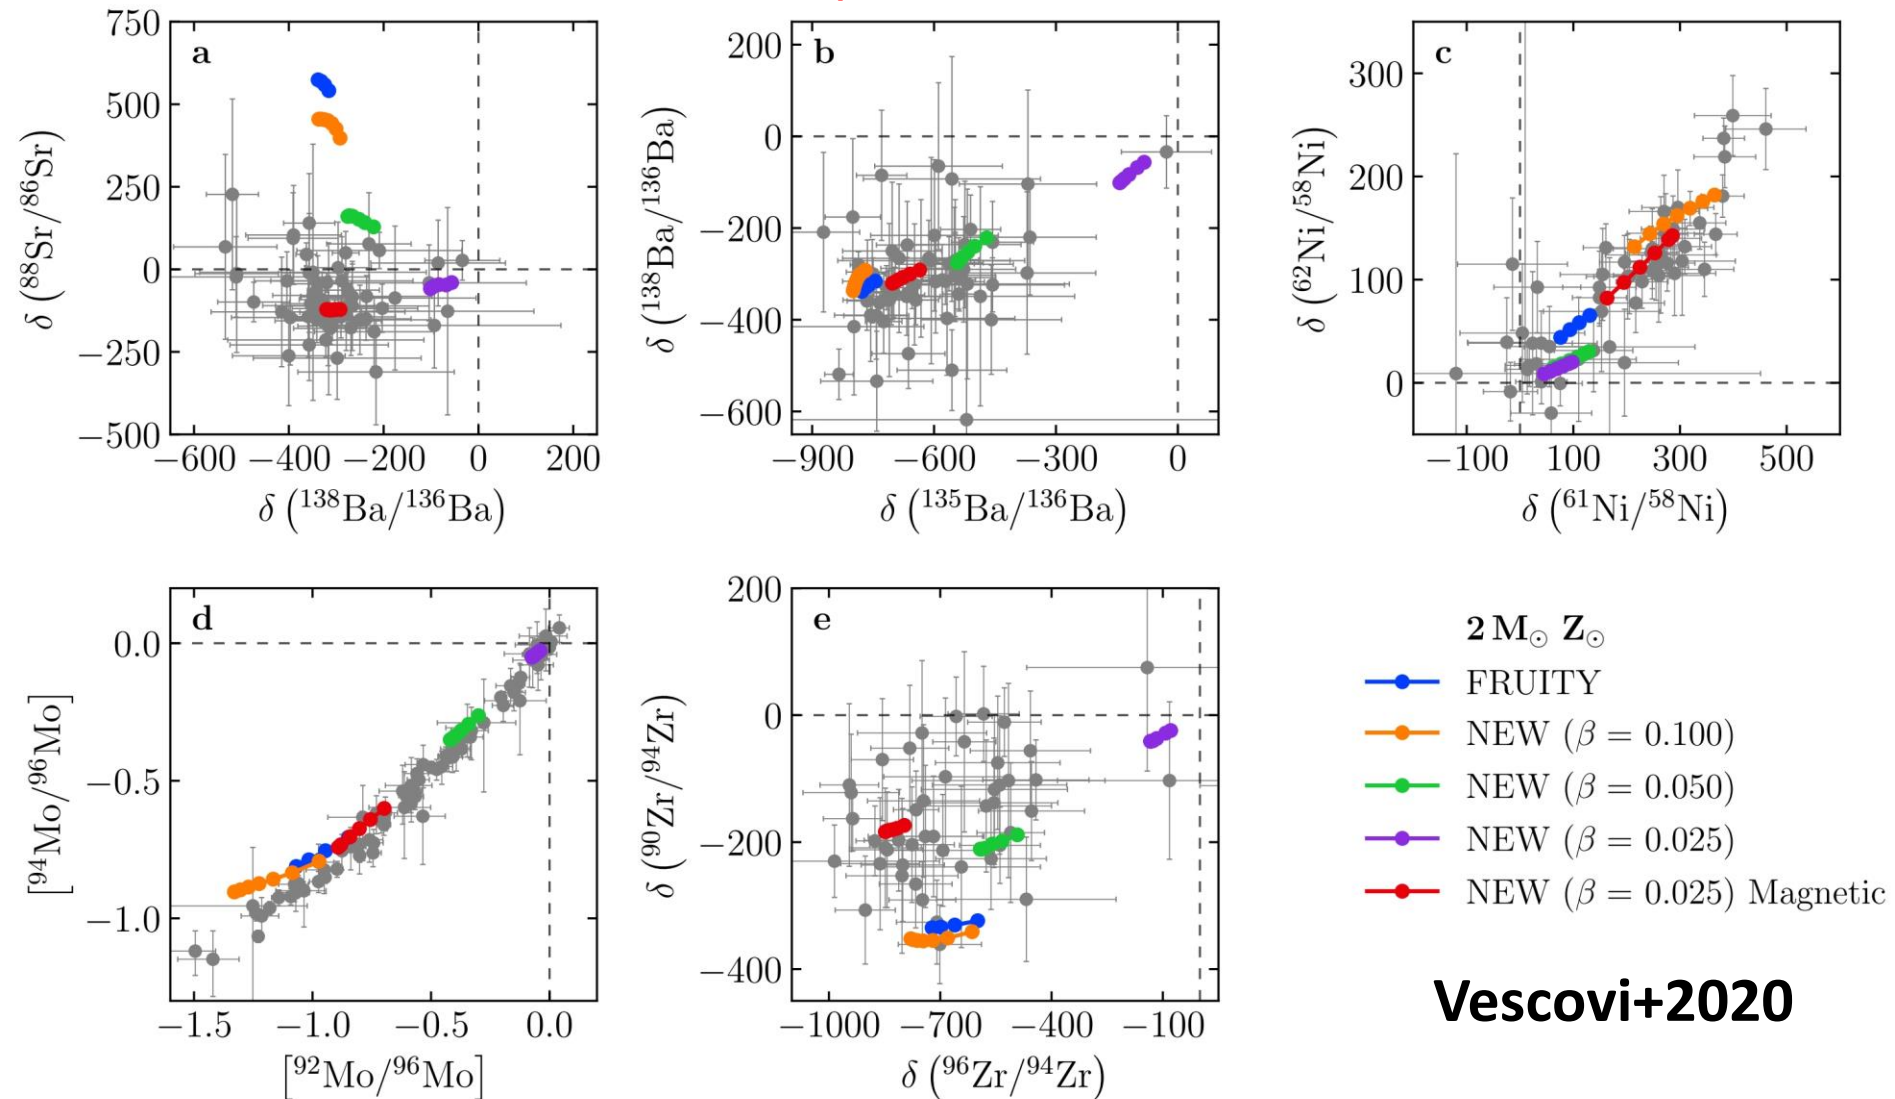 a
750
500
250
0
−250
−500
−600 −400 −200 0 200
δ (⁸⁸Sr/⁸⁶Sr)
δ (¹³⁸Ba/¹³⁶Ba)
b
200
0
−200
−400
−600
−900 −600 −300 0
δ (¹³⁸Ba/¹³⁶Ba)
δ (¹³⁵Ba/¹³⁶Ba)
c
300
200
100
0
−100 100 300 500
δ (⁶²Ni/⁵⁸Ni)
δ (⁶¹Ni/⁵⁸Ni)
d
0.0
−0.5
−1.0
−1.5 −1.0 −0.5 0.0
[⁹⁴Mo/⁹⁶Mo]
[⁹²Mo/⁹⁶Mo]
e
200
0
−200
−400
−1000 −700 −400 −100
δ (⁹⁰Zr/⁹⁴Zr)
δ (⁹⁶Zr/⁹⁴Zr)
2 M☉ Z☉
FRUITY
NEW (β = 0.100)
NEW (β = 0.050)
NEW (β = 0.025)
NEW (β = 0.025) Magnetic
Vescovi+2020